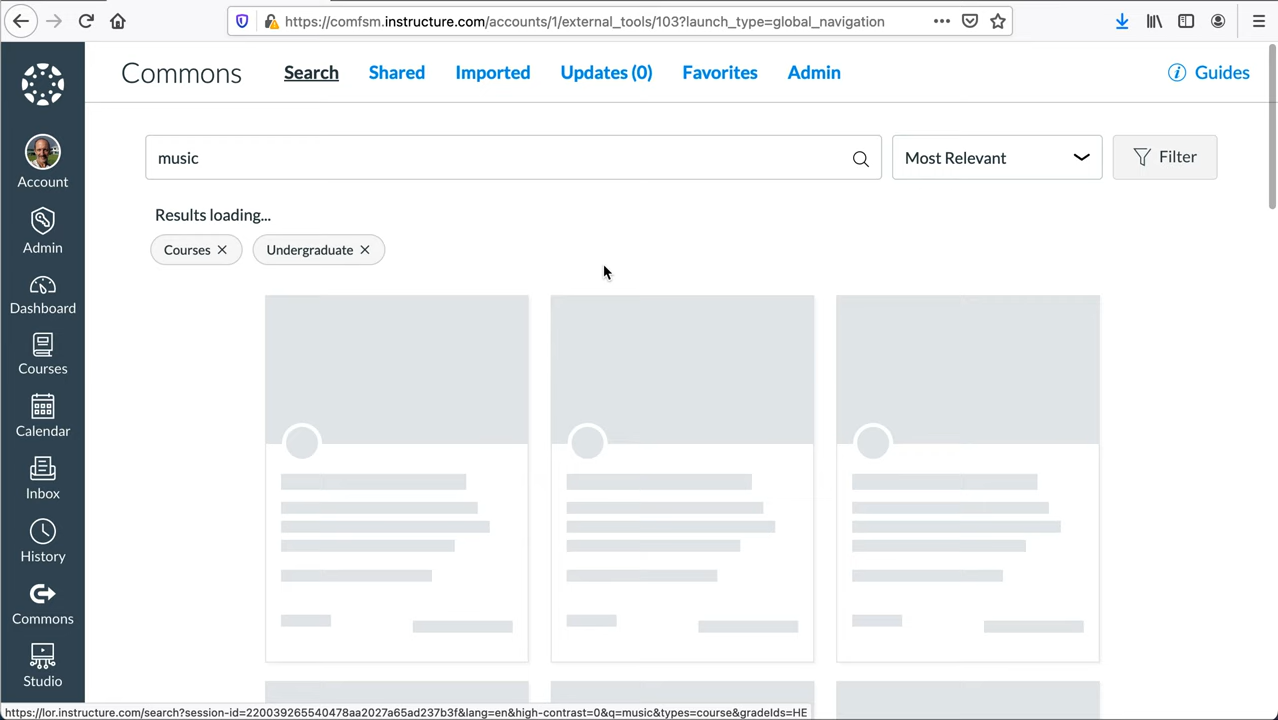 https://comfsm.instructure.com/accounts/1/external_tools/103?launch_type=global_navigation
Commons
Search
Shared
Imported
Updates (0)
Favorites
Admin
Guides
music
Most Relevant
Filter
Results loading...
Courses
Undergraduate
Account
Admin
Dashboard
Courses
Calendar
Inbox
History
Commons
Studio
https://lor.instructure.com/search?session-id=220039265540478aa2027a65ad237b3f&lang=en&high-contrast=0&q=music&types=course&gradeIds=HE